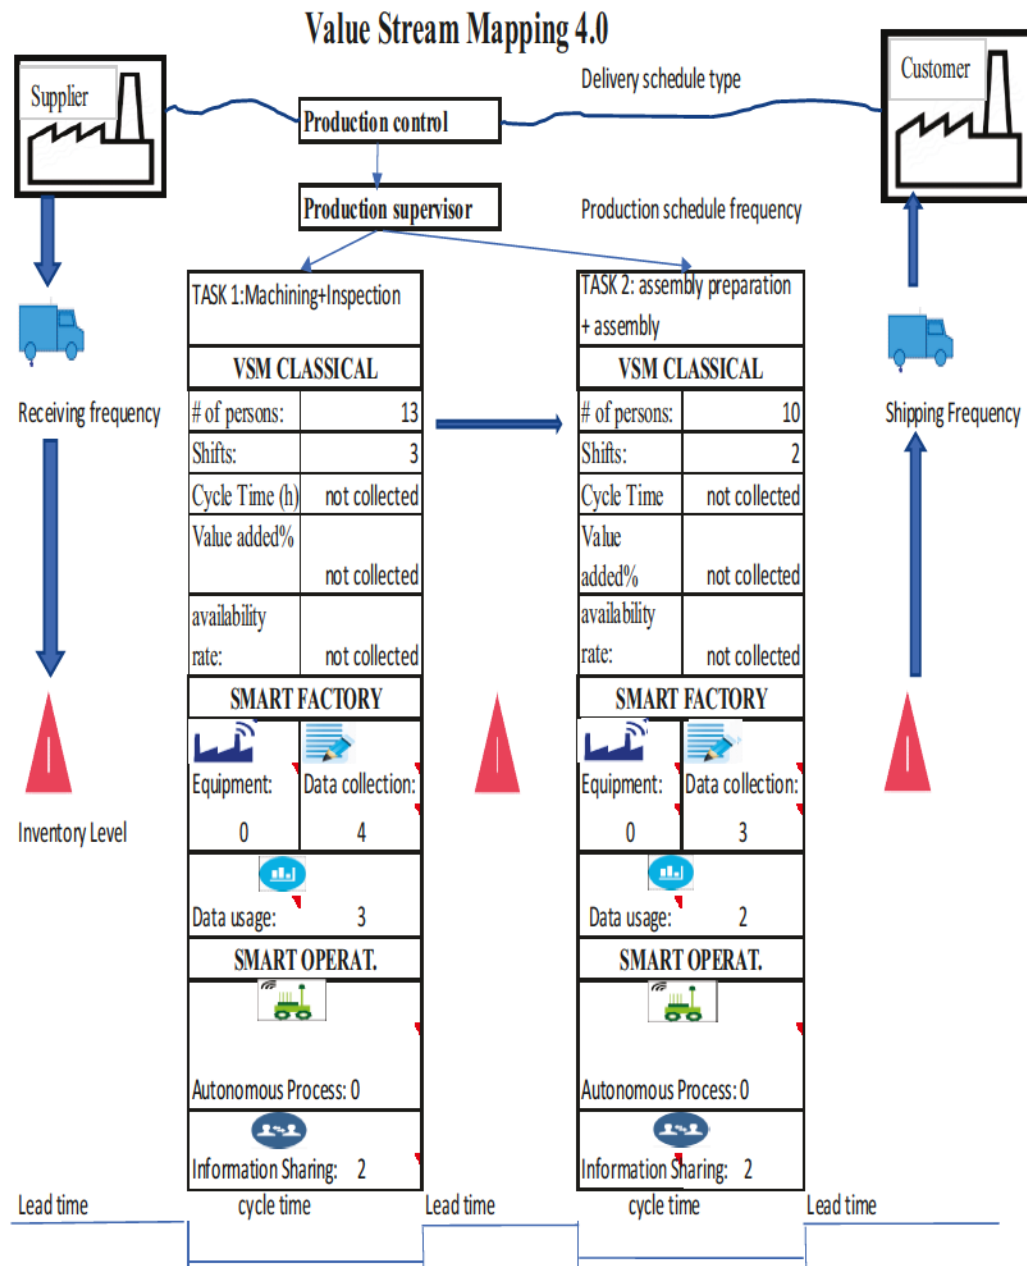 Value Stream Mapping 4.0
Supplier
Production control
Delivery schedule type
Customer
Production supervisor
Production schedule frequency
Receiving frequency
Inventory Level
TASK 1:Machining+Inspection
VSM CLASSICAL
# of persons: 13
Shifts: 3
Cycle Time (h) not collected
Value added%
not collected
availability
rate: not collected
SMART FACTORY
Equipment: Data collection:
0 4
Data usage: 3
SMART OPERAT.
Autonomous Process: 0
Information Sharing: 2
I
I
TASK 2: assembly preparation
+ assembly
VSM CLASSICAL
# of persons: 10
Shifts: 2
Cycle Time not collected
Value
added% not collected
availability
rate: not collected
SMART FACTORY
Equipment: Data collection:
0 3
Data usage: 2
SMART OPERAT.
Autonomous Process: 0
Information Sharing: 2
Shipping Frequency
I
Lead time cycle time Lead time cycle time Lead time